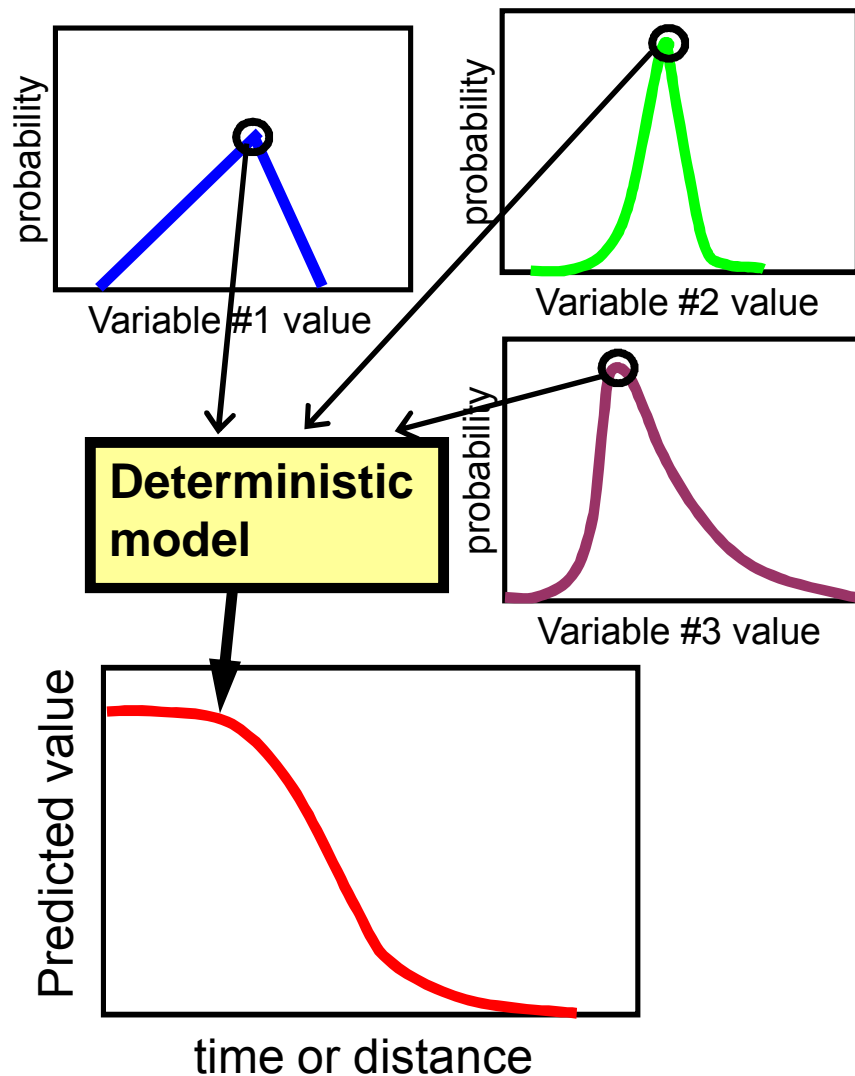 probability
Variable #1 value
probability
Variable #2 value
probability
Variable #3 value
Deterministic
model
Predicted value
time or distance